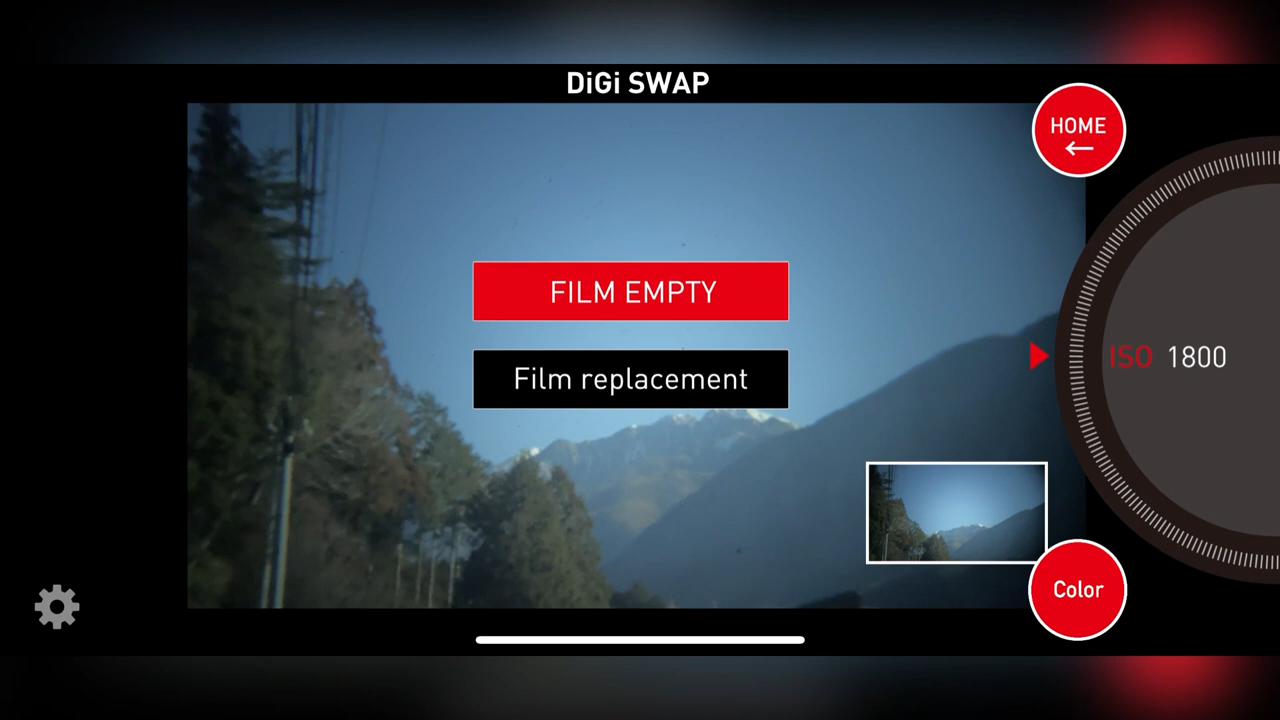 DiGi SWAP
HOME
FILM EMPTY
Film replacement
ISO 1800
Color